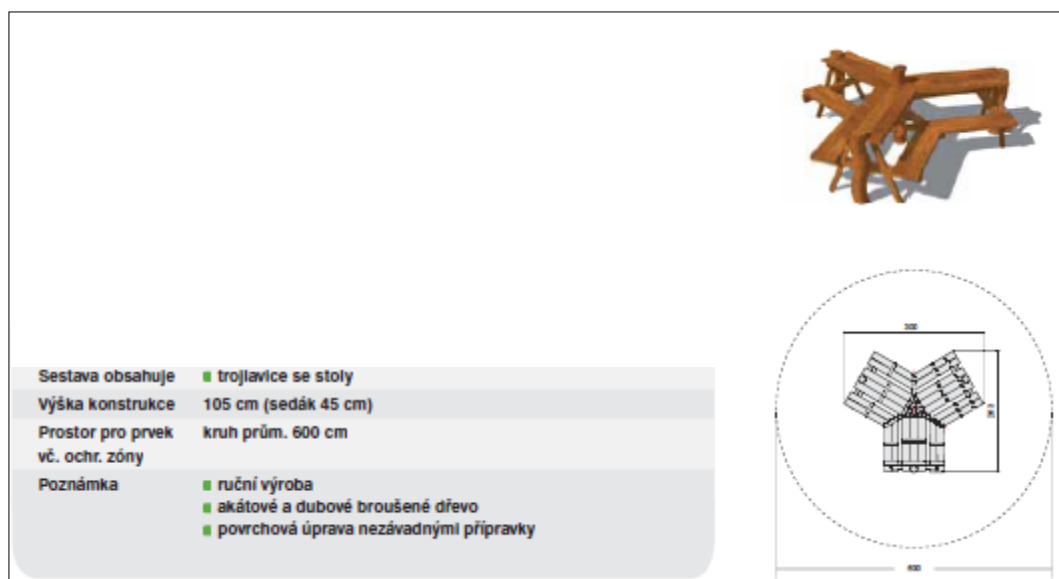 Sestava obsahuje
■ trojlavice se stoly
Výška konstrukce
105 cm (sedák 45 cm)
Prostor pro prvek
vč. ochr. zóny
kruh prům. 600 cm
Poznámka
■ ruční výroba
■ akátové a dubové broušené dřevo
■ povrchová úprava nezávadnými přípravky
300
600